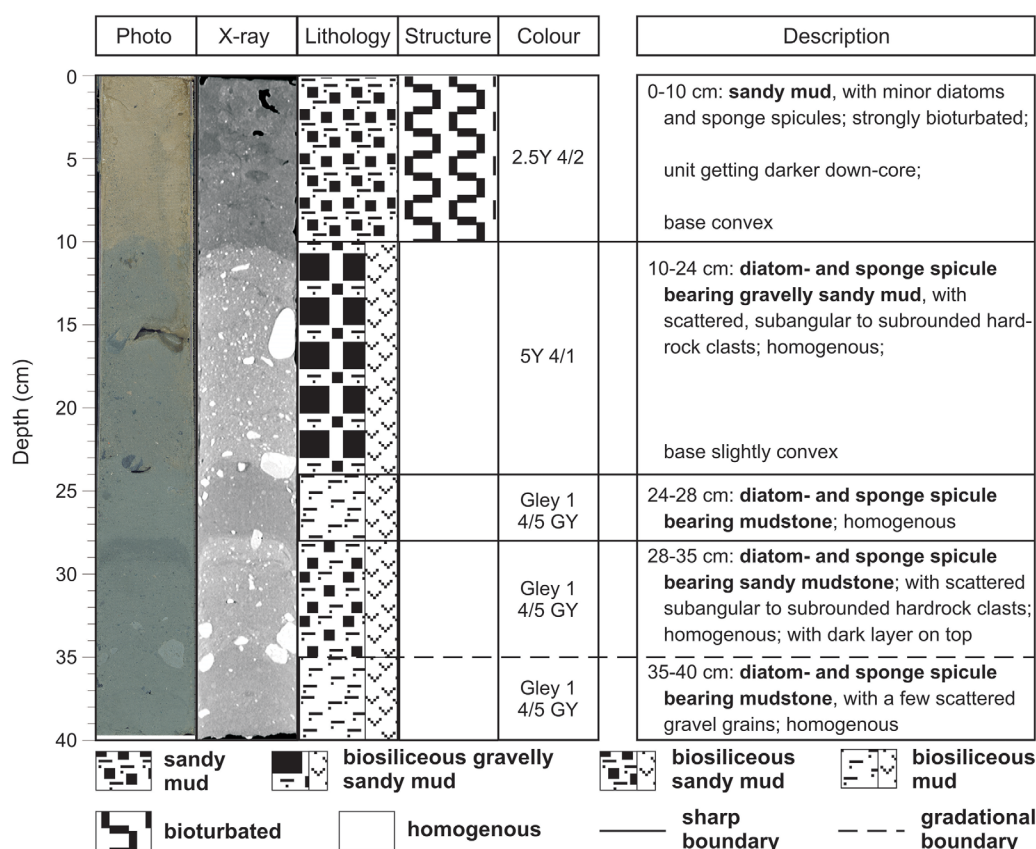 Photo X-ray Lithology Structure Colour Description
Depth (cm)
0
5
10
15
20
25
30
35
40
2.5Y 4/2
5Y 4/1
Gley 1
4/5 GY
Gley 1
4/5 GY
Gley 1
4/5 GY
0-10 cm: sandy mud, with minor diatoms
and sponge spicules; strongly bioturbated;
unit getting darker down-core;
base convex
10-24 cm: diatom- and sponge spicule
bearing gravelly sandy mud, with
scattered, subangular to subrounded hard-
rock clasts; homogenous;
base slightly convex
24-28 cm: diatom- and sponge spicule
bearing mudstone; homogenous
28-35 cm: diatom- and sponge spicule
bearing sandy mudstone; with scattered
subangular to subrounded hardrock clasts;
homogenous; with dark layer on top
35-40 cm: diatom- and sponge spicule
bearing mudstone, with a few scattered
gravel grains; homogenous
sandy
mud
biosiliceous gravelly
sandy mud
biosiliceous
sandy mud
biosiliceous
mud
bioturbated
homogenous
sharp
boundary
gradational
boundary